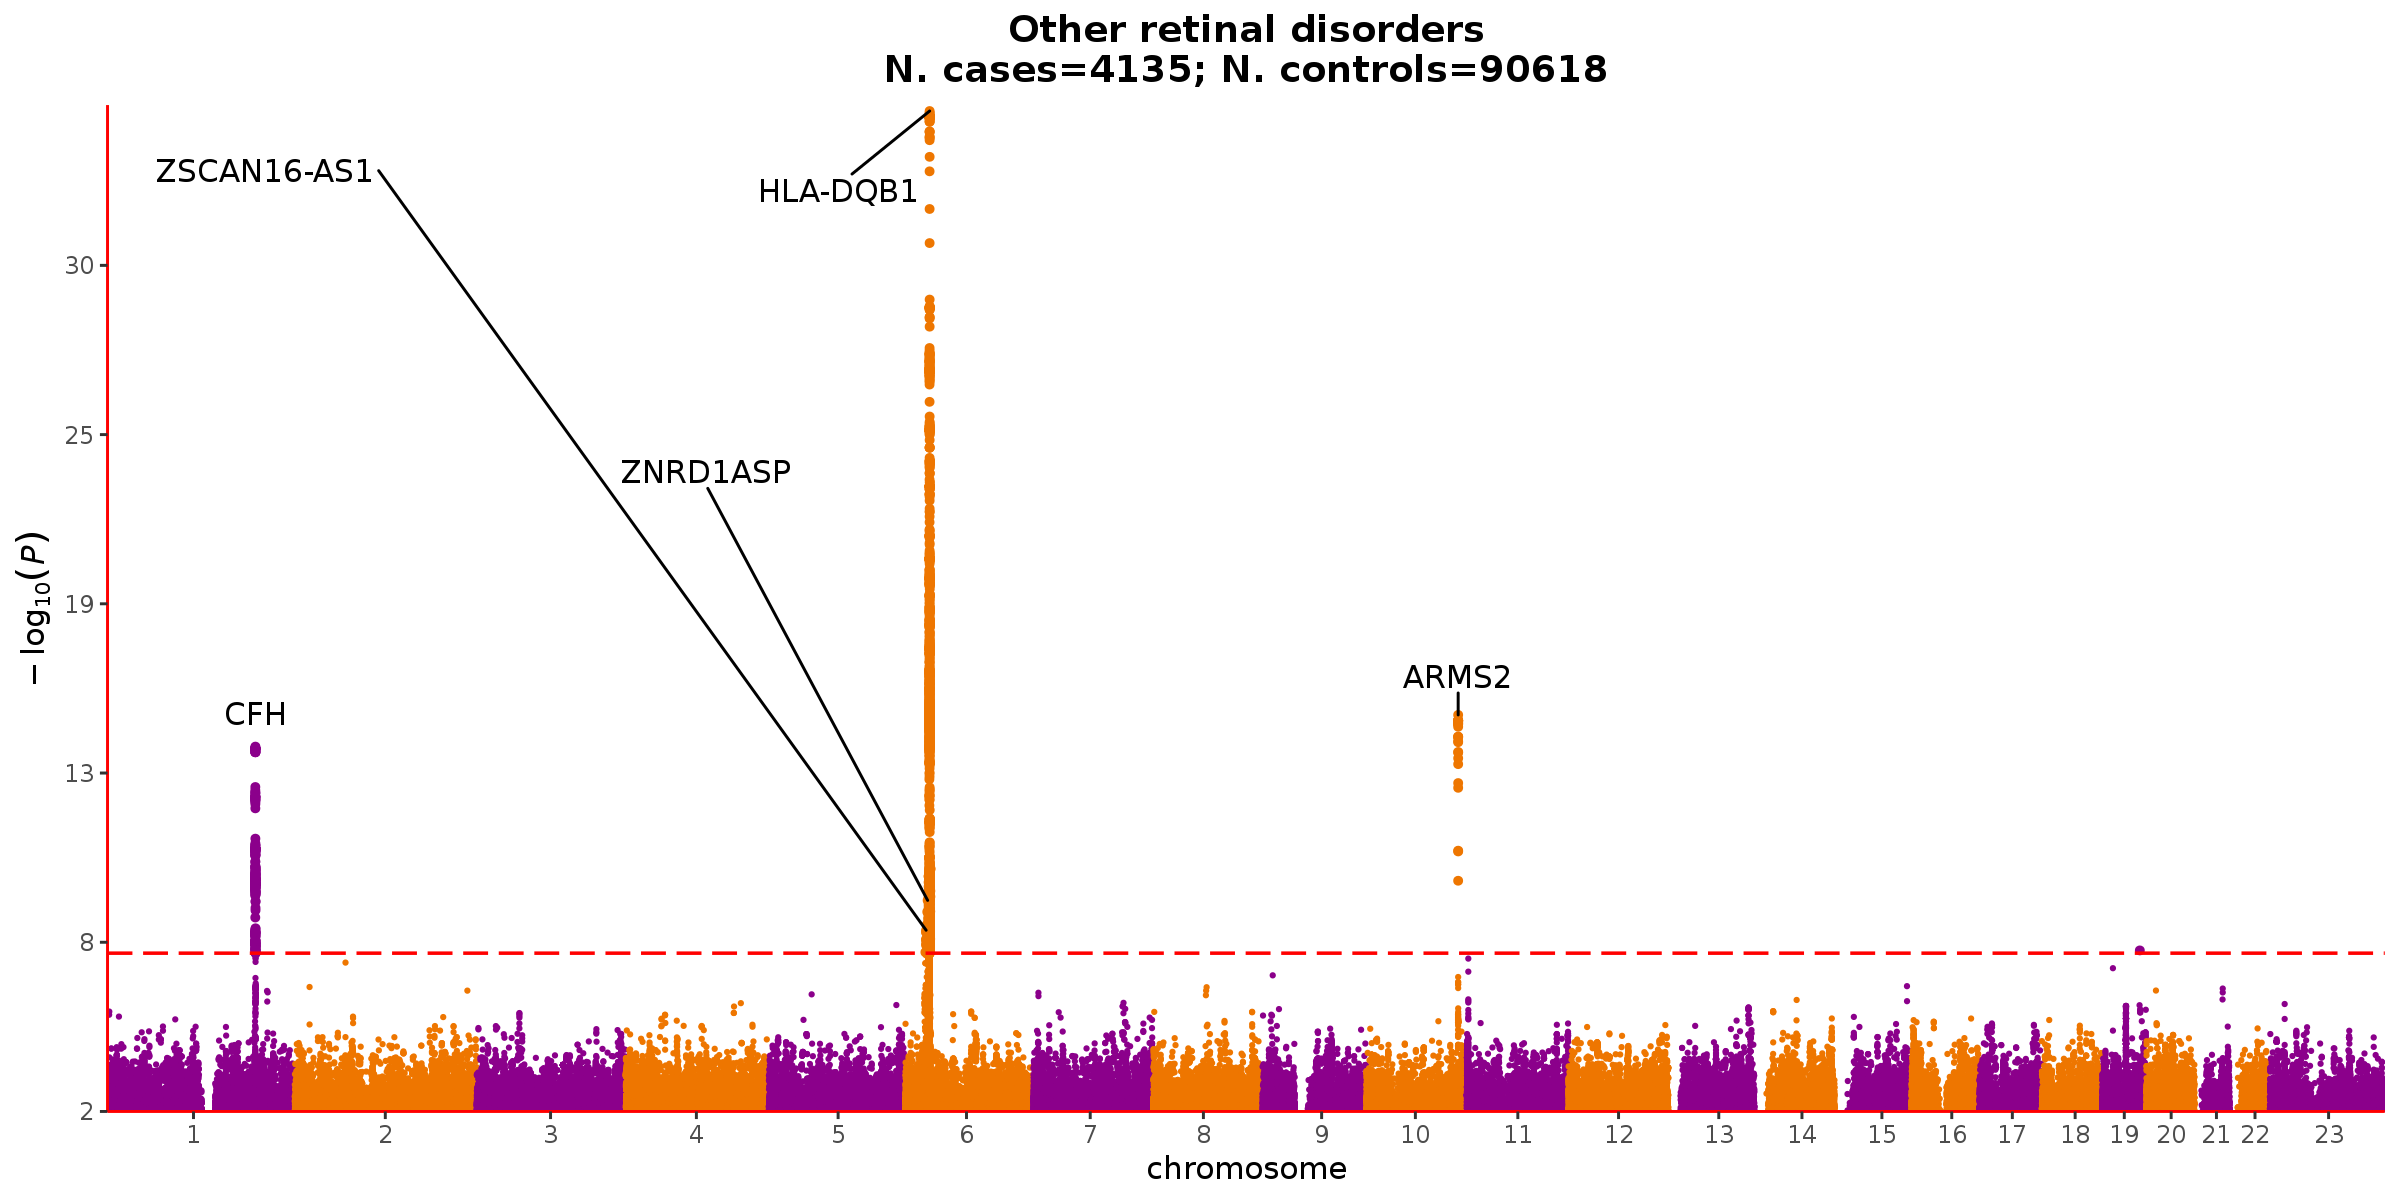 Other retinal disorders
N. cases=4135; N. controls=90618
ZSCAN16-AS1
HLA-DQB1
ZNRD1ASP
ARMS2
CFH
30
25
19
13
8
2
−log10(P)
1 2 3 4 5 6 7 8 9 10 11 12 13 14 15 16 17 18 19 20 21 22 23
chromosome